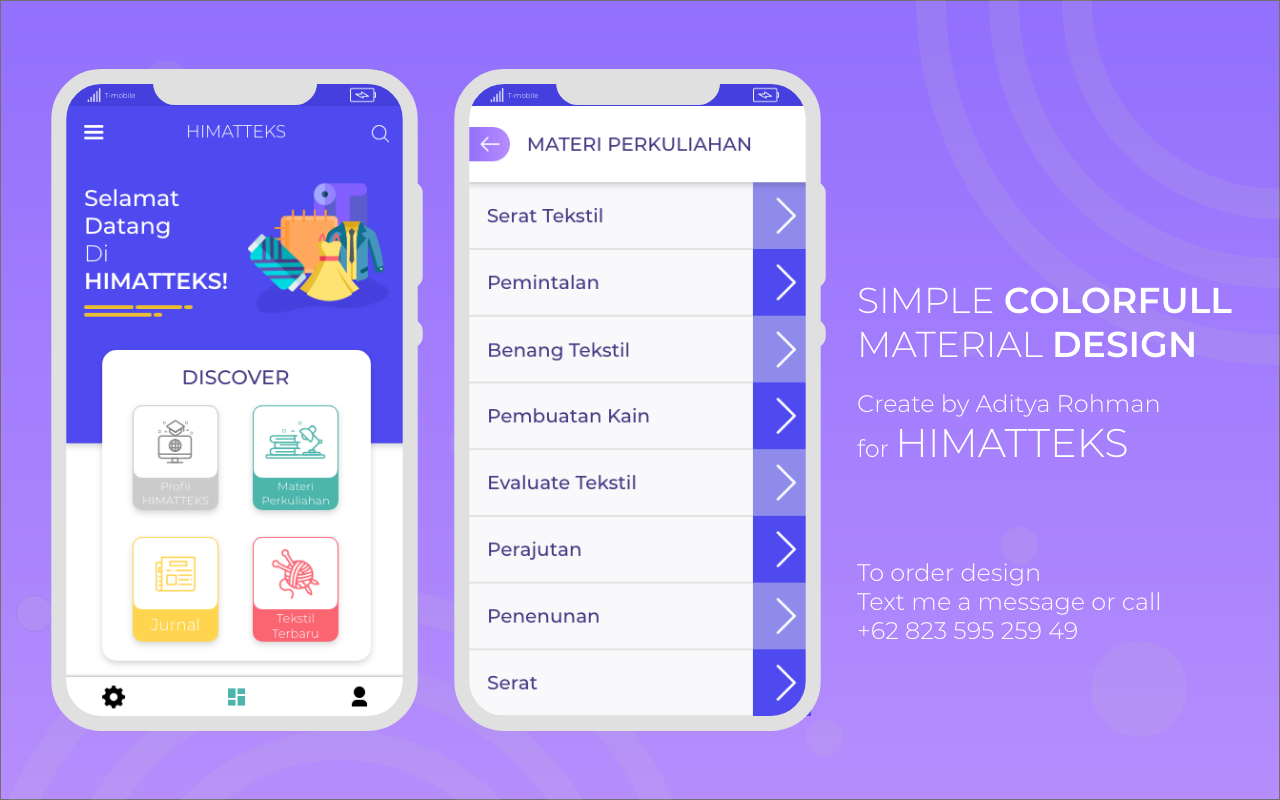 T-mobile
HIMATTEKS
Selamat
Datang
Di
HIMATTEKS!
DISCOVER
Profil
HIMATTEKS
Materi
Perkuliahan
Jurnal
Tekstil
Terbaru
T-mobile
MATERI PERKULIAHAN
Serat Tekstil
Pemintalan
Benang Tekstil
Pembuatan Kain
Evaluate Tekstil
Perajutan
Penenunan
Serat
SIMPLE COLORFULL
MATERIAL DESIGN
Create by Aditya Rohman
for HIMATTEKS
To order design
Text me a message or call
+62 823 595 259 49